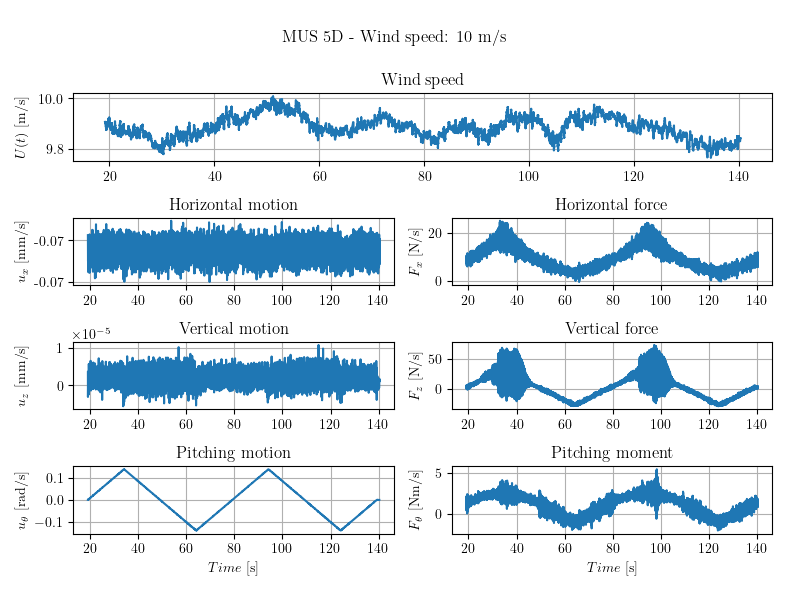 MUS 5D - Wind speed: 10 m/s
Wind speed
U(t) [m/s]
10.0
9.8
20 40 60 80 100 120 140
Horizontal motion
u_x [mm/s]
-0.07
-0.07
20 40 60 80 100 120 140
Horizontal force
F_x [N/s]
20
0
20 40 60 80 100 120 140
Vertical motion
×10⁻⁵
u_z [mm/s]
1
0
20 40 60 80 100 120 140
Vertical force
F_z [N/s]
50
0
20 40 60 80 100 120 140
Pitching motion
u_θ [rad/s]
0.1
0.0
−0.1
20 40 60 80 100 120 140
Time [s]
Pitching moment
F_θ [Nm/s]
5
0
20 40 60 80 100 120 140
Time [s]